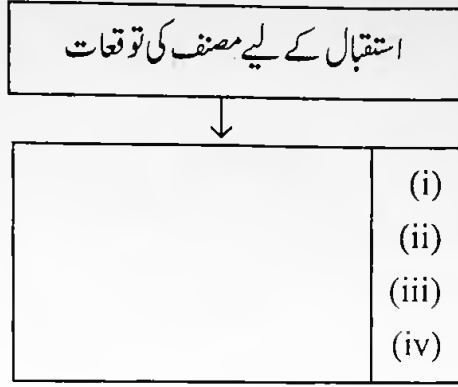 استقبال کے لیے مصنف کی توقعات
(i)
(ii)
(iii)
(iv)